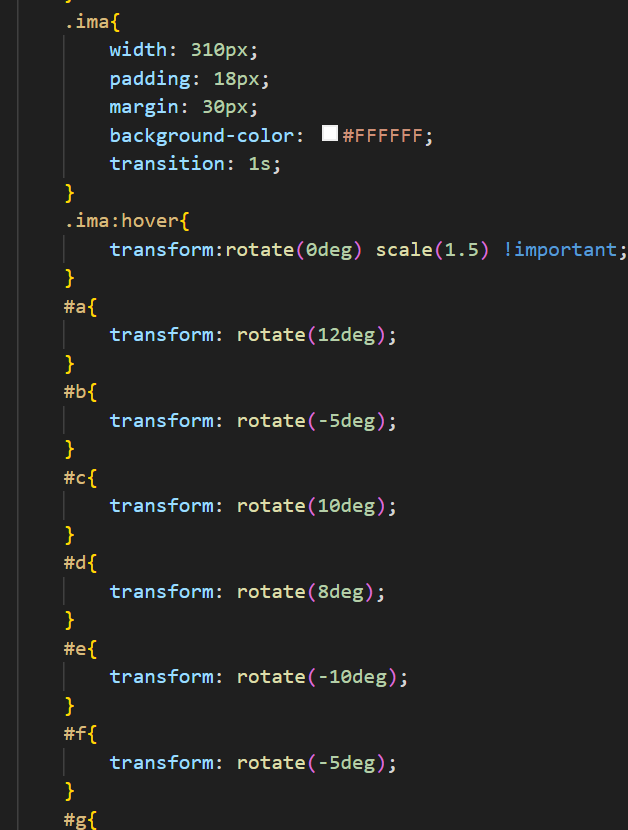 }
.ima{
width: 310px;
padding: 18px;
margin: 30px;
background-color: #FFFFFF;
transition: 1s;
}
.ima:hover{
transform:rotate(0deg) scale(1.5) !important;
}
#a{
transform: rotate(12deg);
}
#b{
transform: rotate(-5deg);
}
#c{
transform: rotate(10deg);
}
#d{
transform: rotate(8deg);
}
#e{
transform: rotate(-10deg);
}
#f{
transform: rotate(-5deg);
}
#g{